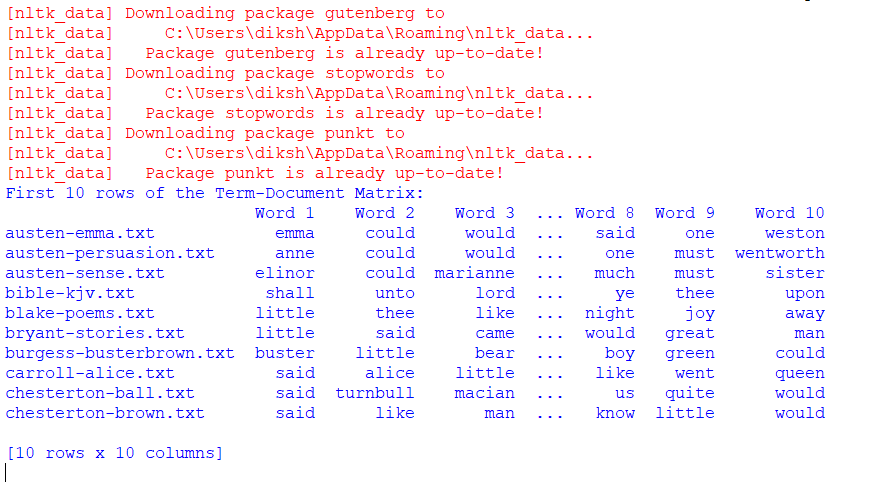 [nltk_data] Downloading package gutenberg to
[nltk_data]     C:\Users\diksh\AppData\Roaming\nltk_data...
[nltk_data]   Package gutenberg is already up-to-date!
[nltk_data] Downloading package stopwords to
[nltk_data]     C:\Users\diksh\AppData\Roaming\nltk_data...
[nltk_data]   Package stopwords is already up-to-date!
[nltk_data] Downloading package punkt to
[nltk_data]     C:\Users\diksh\AppData\Roaming\nltk_data...
[nltk_data]   Package punkt is already up-to-date!
First 10 rows of the Term-Document Matrix:
                         Word 1    Word 2    Word 3  ... Word 8  Word 9    Word 10
austen-emma.txt            emma     could     would  ...   said     one     weston
austen-persuasion.txt      anne     could     would  ...    one    must  wentworth
austen-sense.txt         elinor     could  marianne  ...   much    must     sister
bible-kjv.txt             shall      unto      lord  ...     ye    thee       upon
blake-poems.txt          little      thee      like  ...  night     joy       away
bryant-stories.txt       little      said      came  ...  would   great        man
burgess-busterbrown.txt  buster    little      bear  ...    boy   green      could
carroll-alice.txt          said     alice    little  ...   like    went      queen
chesterton-ball.txt        said  turnbull    macian  ...     us   quite      would
chesterton-brown.txt       said      like       man  ...   know  little      would
[10 rows x 10 columns]